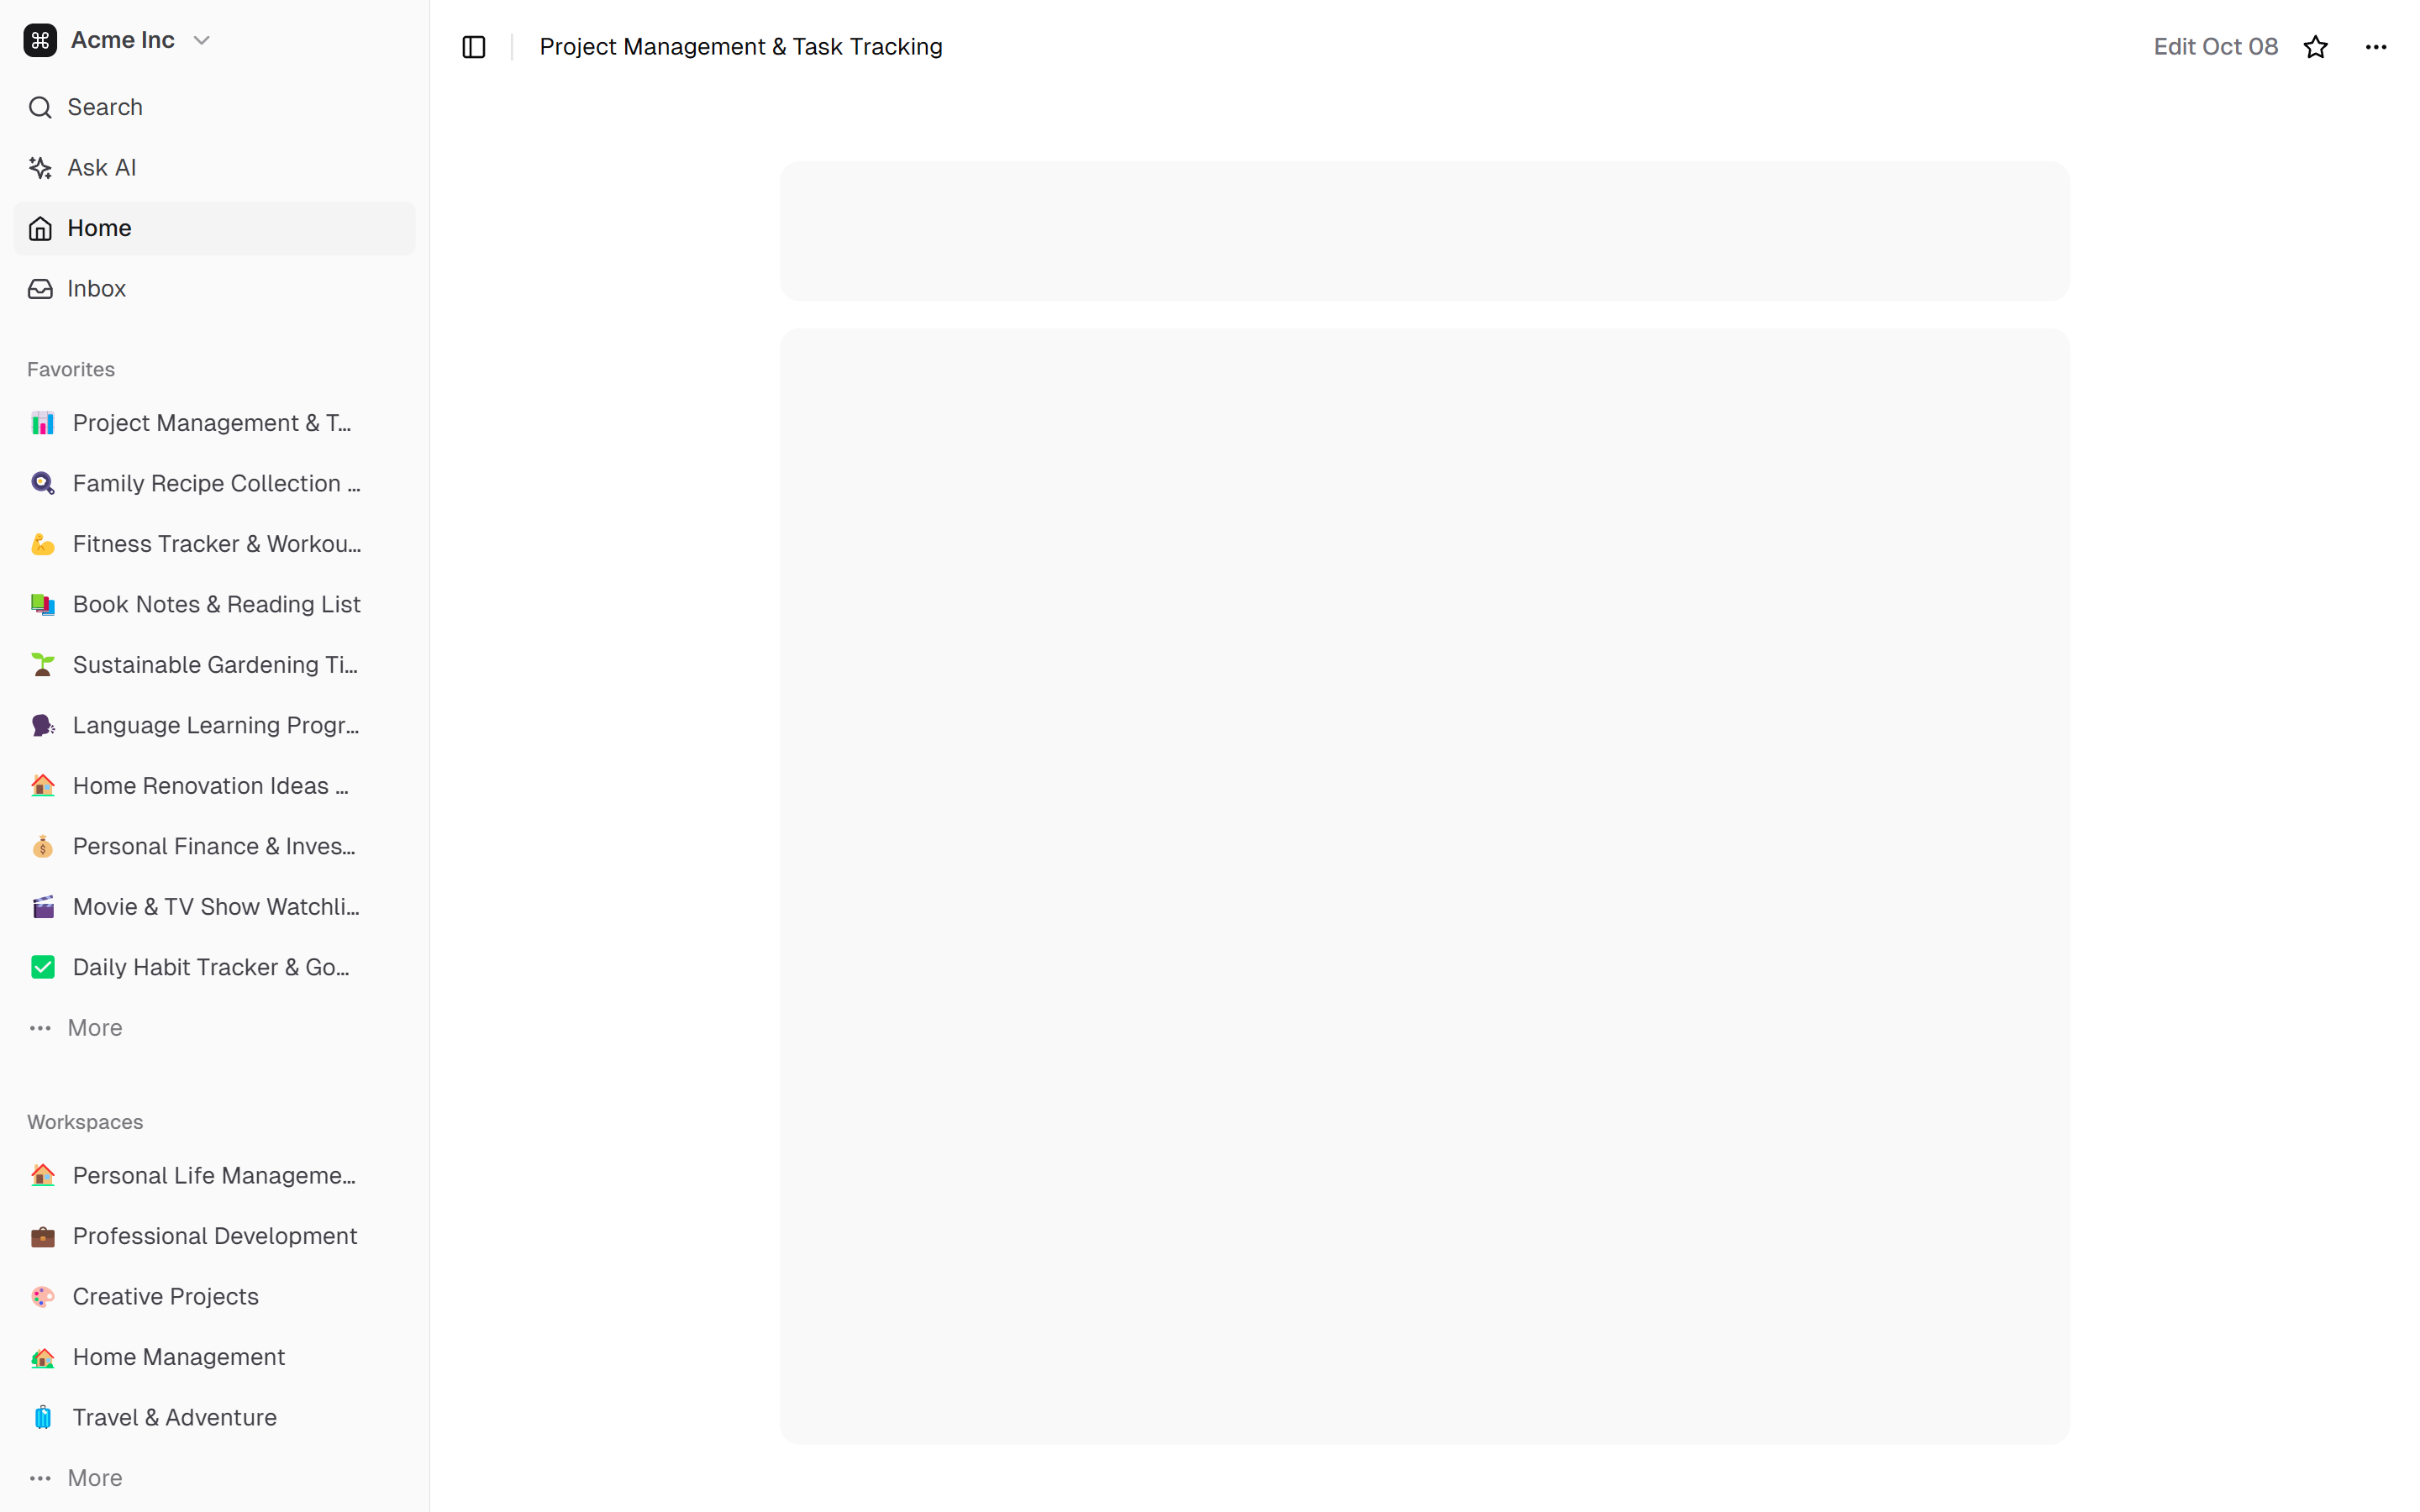 Acme Inc
Search
Ask AI
Home
Inbox
Favorites
Project Management & T...
Family Recipe Collection ...
Fitness Tracker & Workou...
Book Notes & Reading List
Sustainable Gardening Ti...
Language Learning Progr...
Home Renovation Ideas ...
Personal Finance & Inves...
Movie & TV Show Watchli...
Daily Habit Tracker & Go...
More
Workspaces
Personal Life Manageme...
Professional Development
Creative Projects
Home Management
Travel & Adventure
More
Project Management & Task Tracking
Edit Oct 08